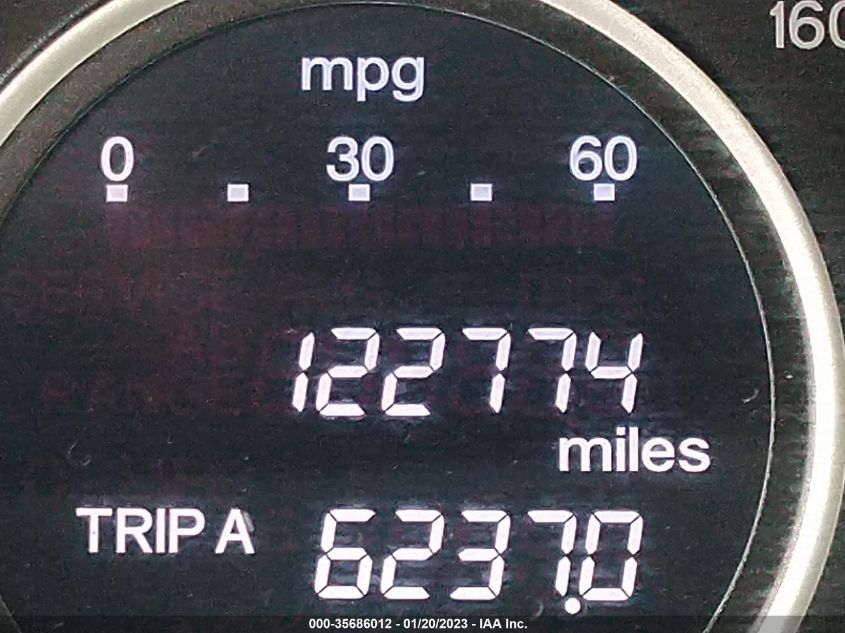 160
mpg
0 30 60
122774
miles
TRIP A 6237.0
000-35686012 - 01/20/2023 - IAA Inc.